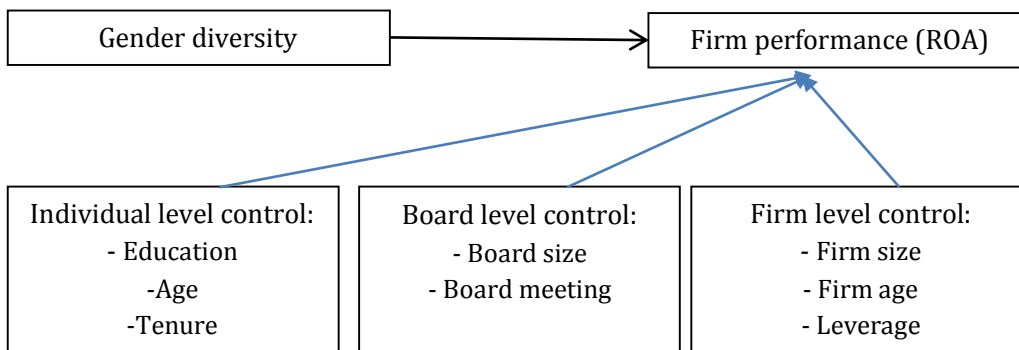 Gender diversity
Firm performance (ROA)
Individual level control:
- Education
-Age
-Tenure
Board level control:
- Board size
- Board meeting
Firm level control:
- Firm size
- Firm age
- Leverage